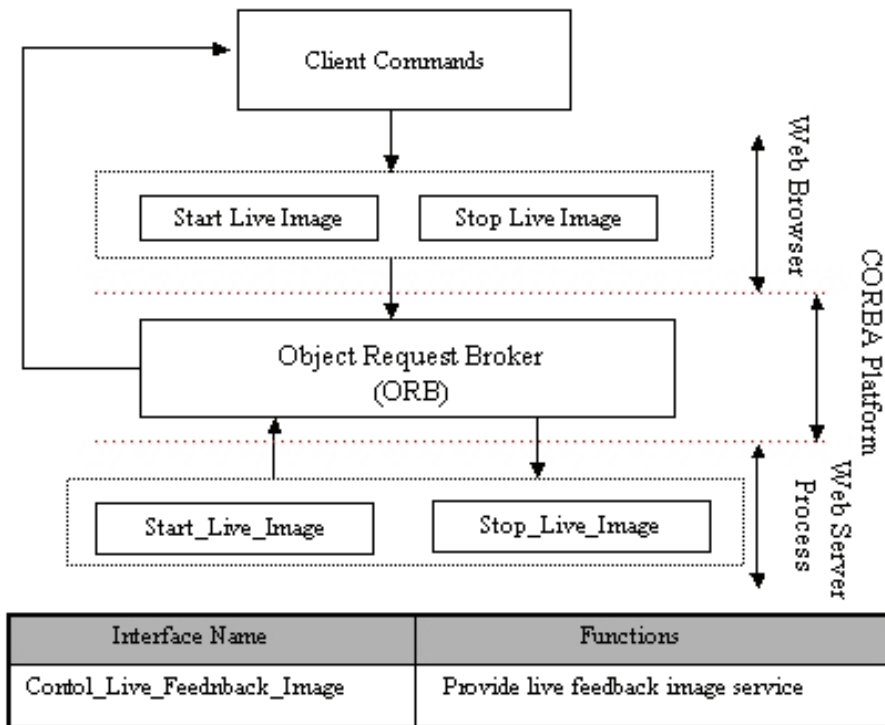 Client Commands
Start Live Image
Stop Live Image
Web Browser
Object Request Broker
(ORB)
CORBA Platform
Start_Live_Image
Stop_Live_Image
Web Server
Process
Interface Name
Functions
Contol_Live_Feednback_Image
Provide live feedback image service